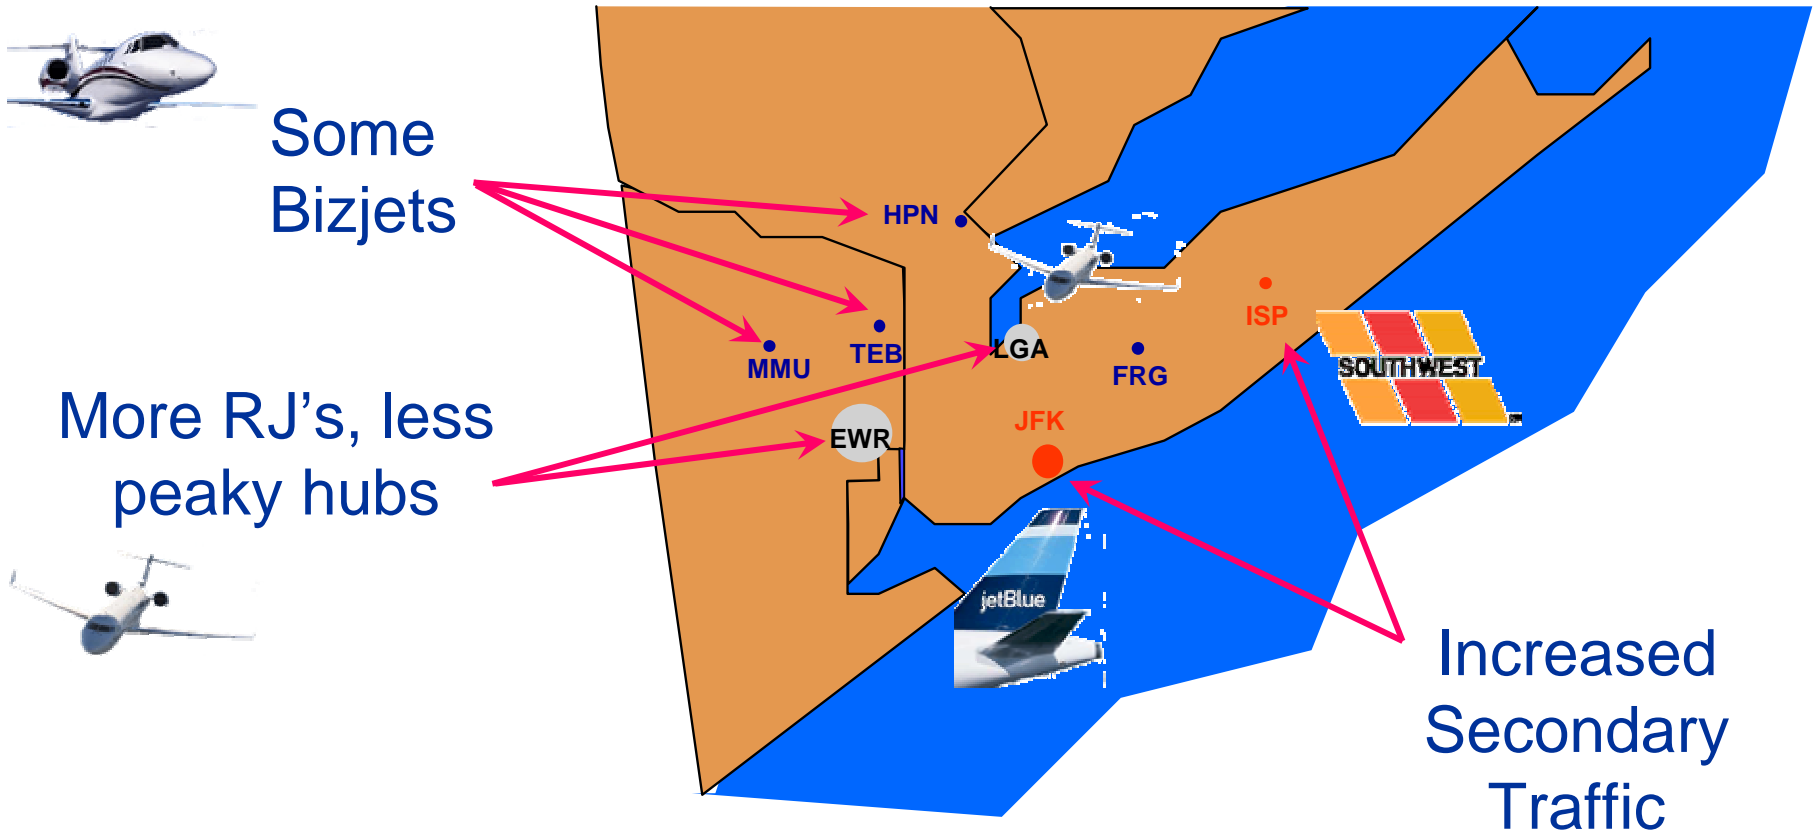 Some
Bizjets
HPN
ISP
TEB
MMU
LGA
FRG
SOUTHWEST
More RJ's, less
peaky hubs
EWR
JFK
jetBlue
Increased
Secondary
Traffic